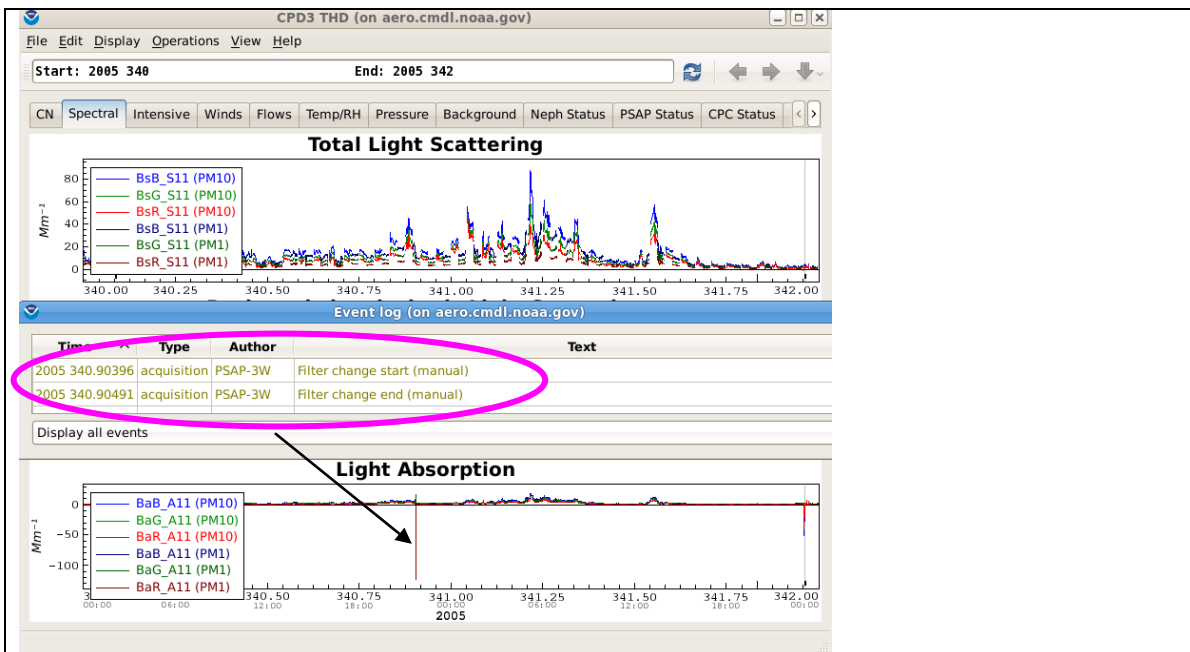 CPD3 THD (on aero.cmdl.noaa.gov)
File Edit Display Operations View Help
Start: 2005 340 End: 2005 342
CN Spectral Intensive Winds Flows Temp/RH Pressure Background Neph Status PSAP Status CPC Status
Total Light Scattering
Mm⁻¹
80
60
40
20
0
BsB_S11 (PM10)
BsG_S11 (PM10)
BsR_S11 (PM10)
BsB_S11 (PM1)
BsG_S11 (PM1)
BsR_S11 (PM1)
340.00 340.25 340.50 340.75 341.00 341.25 341.50 341.75 342.00
Event log (on aero.cmdl.noaa.gov)
Time Type Author Text
2005 340.90396 acquisition PSAP-3W Filter change start (manual)
2005 340.90491 acquisition PSAP-3W Filter change end (manual)
Display all events
Light Absorption
Mm⁻¹
0
−50
−100
BaB_A11 (PM10)
BaG_A11 (PM10)
BaR_A11 (PM10)
BaB_A11 (PM1)
BaG_A11 (PM1)
BaR_A11 (PM1)
340.50 340.75 341.00 341.25 341.50 341.75 342.00
00:00 06:00 12:00 18:00 00:00 06:00 12:00 18:00 00:00
2005